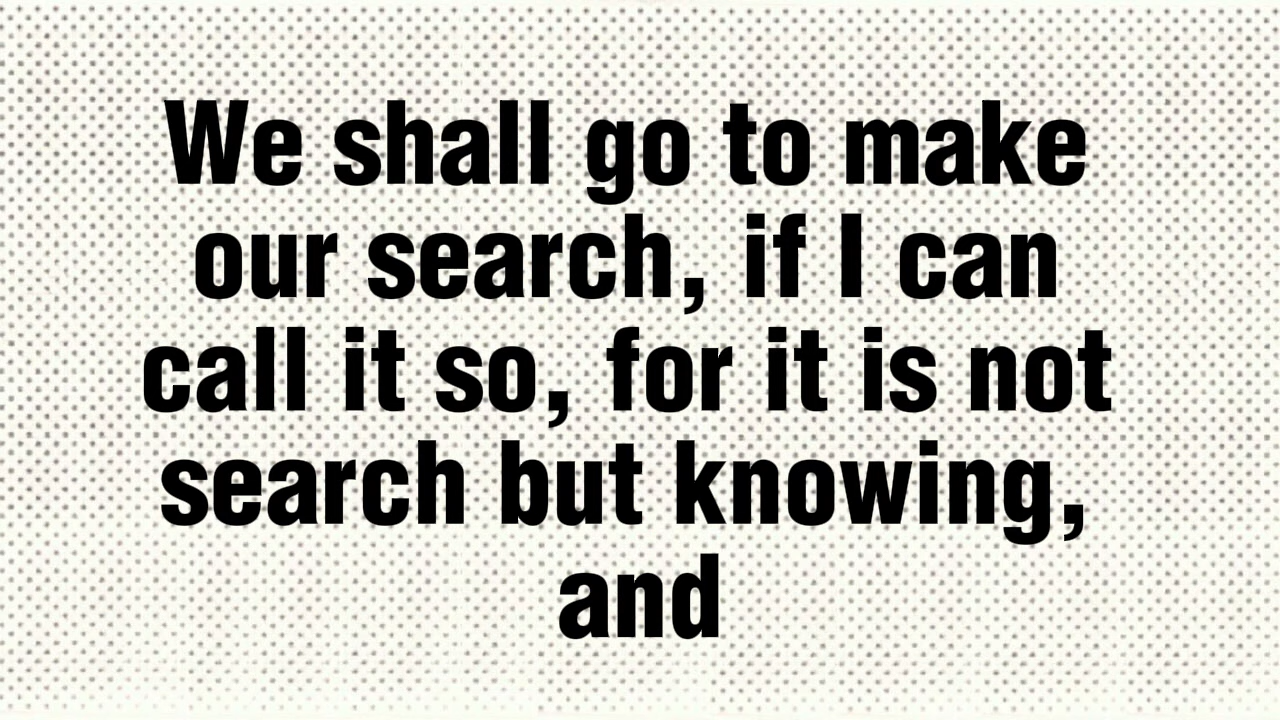 We shall go to make
our search, if I can
call it so, for it is not
search but knowing,
and